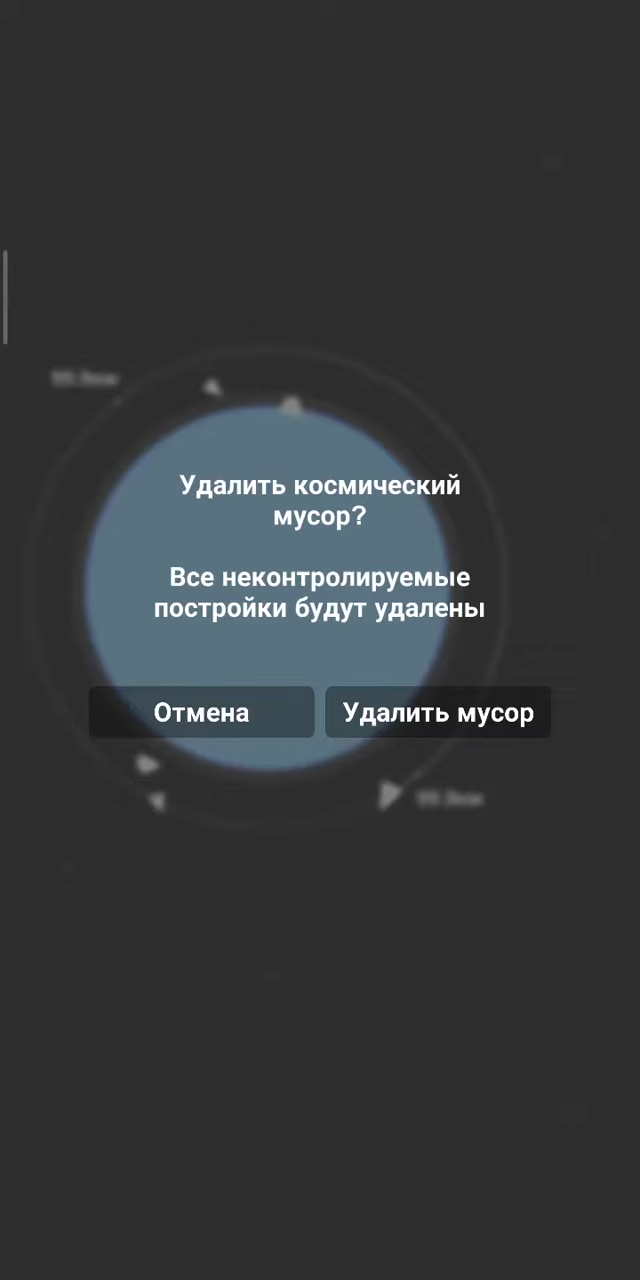 Удалить космический
мусор?
Все неконтролируемые
постройки будут удалены
Отмена
Удалить мусор